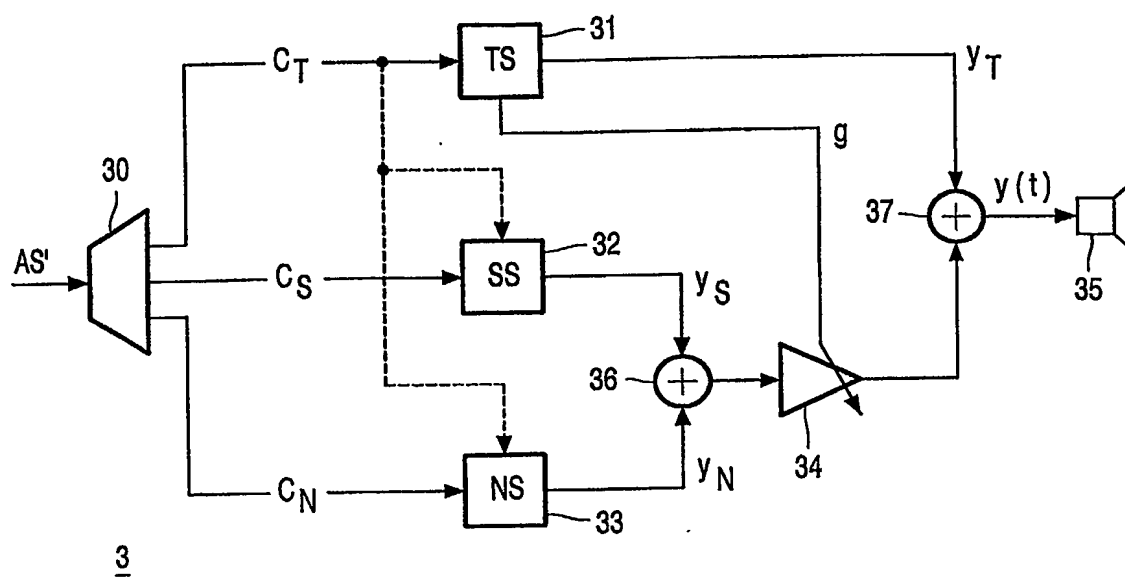 31
C_T
TS
y_T
g
30
37
y(t)
AS'
32
C_S
SS
y_S
35
36
34
C_N
NS
y_N
33
3